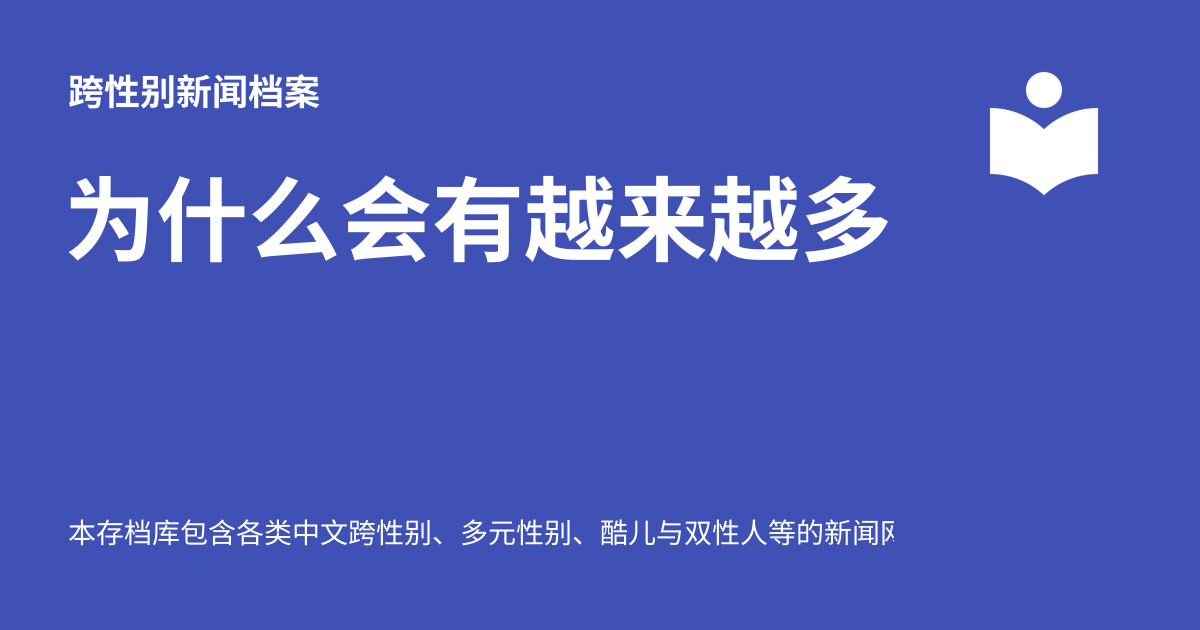 跨性别新闻档案
为什么会有越来越多
本存档库包含各类中文跨性别、多元性别、酷儿与双性人等的新闻